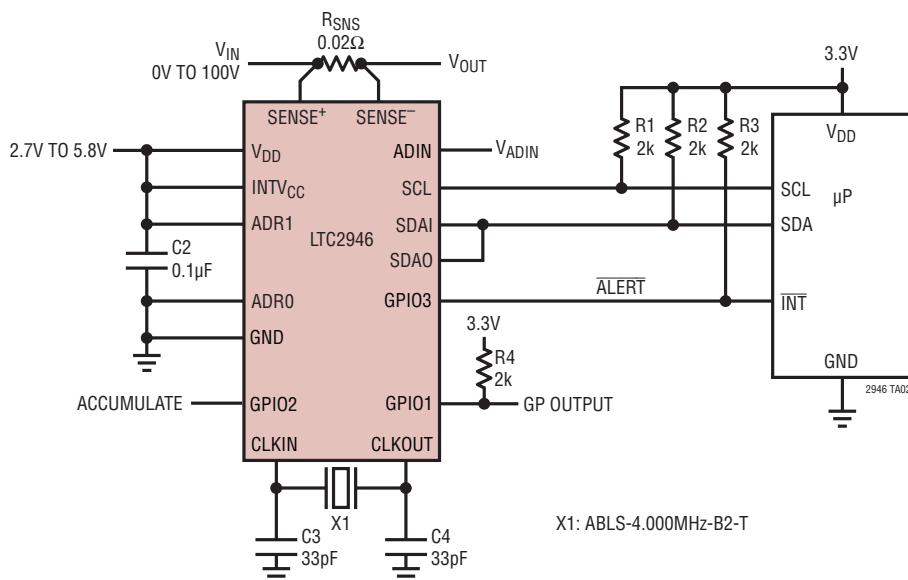 RSNS
0.02Ω
VIN
0V TO 100V
VOUT
3.3V
SENSE+ SENSE–
2.7V TO 5.8V
VDD
INTVCC
ADR1
C2
0.1µF
ADR0
GND
ACCUMULATE
GPIO2
CLKIN
LTC2946
ADIN
VADIN
SCL
SDAI
SDAO
GPIO3
GPIO1
CLKOUT
R1
2k
R2
2k
R3
2k
ALERT
3.3V
R4
2k
GP OUTPUT
VDD
SCL
µP
SDA
INT
GND
2946 TA02
X1
C3
33pF
C4
33pF
X1: ABLS-4.000MHz-B2-T